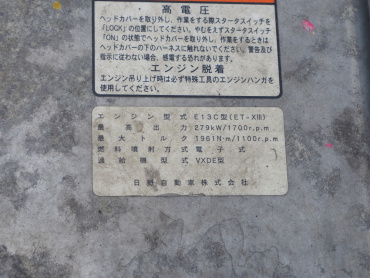 高電圧
ヘッドカバーを取り外し、作業をする際スタータスイッチを
「LOCK」の位置にしてください。やむをえずスタータスイッチ
「ON」の状態でヘッドカバーを取り外し、作業をするときは
ヘッドカバーの下のハーネスに触れないでください。警告及び
指示に従わない場合、感電する恐れがあります。
エンジン脱着
エンジン吊り上げ時は必ず特殊工具のエンジンハンガを
使用してください。
エンジン型式 E13C型(ET-XIII)
最高出力 279kW/1700r.p.m
最大トルク 1961N·m/1100r.p.m
燃料噴射方式 電子式
過給機型式 VXDE型
日野自動車株式会社